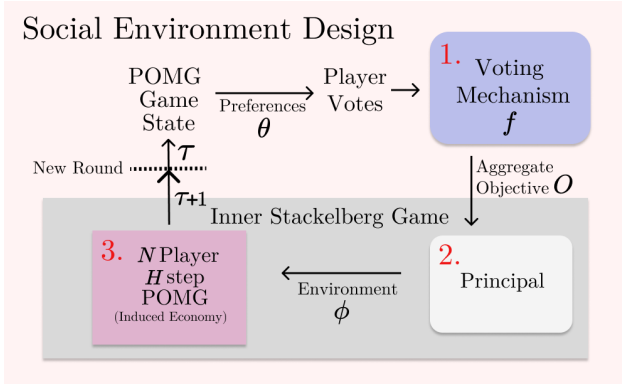 Social Environment Design
POMG
Game
State
Preferences
θ
Player
Votes
1.
Voting
Mechanism
f
New Round
τ
τ+1
Aggregate
Objective O
Inner Stackelberg Game
3.
N Player
H step
POMG
(Induced Economy)
Environment
ϕ
2.
Principal